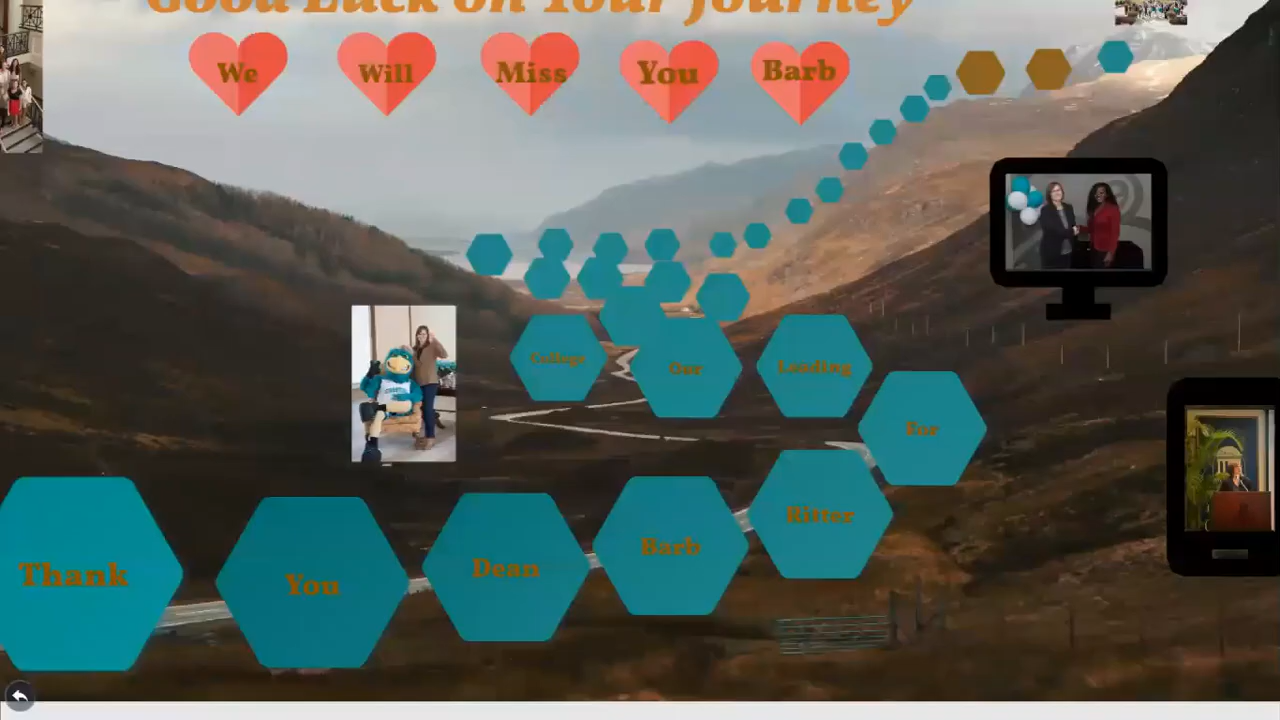 Good Luck on Your Journey
We Will Miss You Barb
College Our Leading
For
Thank You Dean Barb Ritter